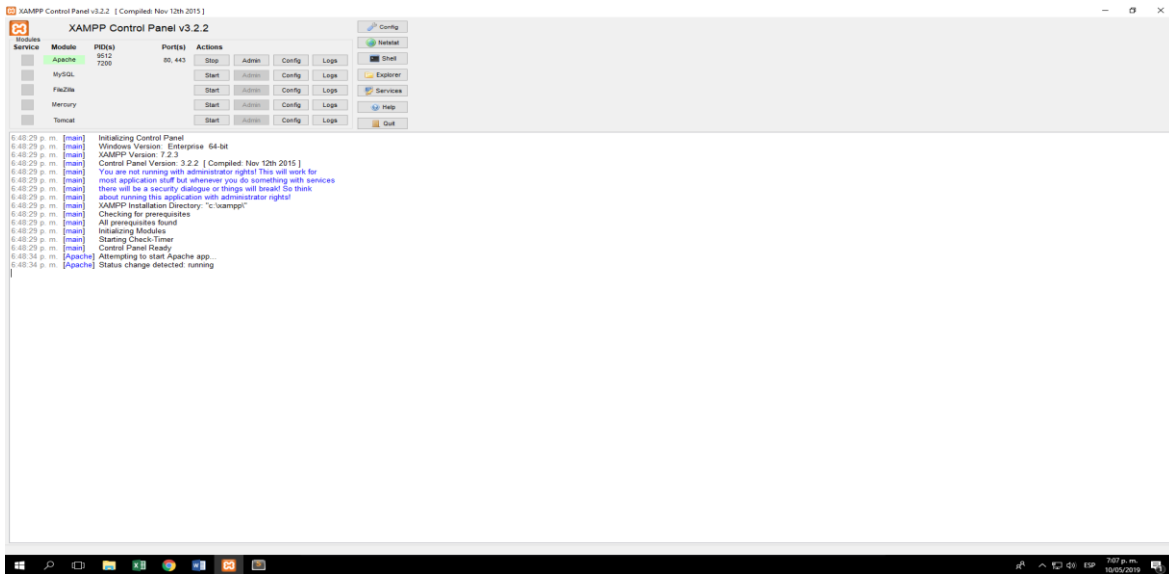 XAMPP Control Panel v3.2.2 [ Compiled: Nov 12th 2015 ]
XAMPP Control Panel v3.2.2
Config
Modules
Service Module PID(s) Port(s) Actions
Netstat
Apache 9512 7200 80, 443 Stop Admin Config Logs
Shell
MySQL Start Admin Config Logs
Explorer
FileZilla Start Admin Config Logs
Services
Mercury Start Admin Config Logs
Help
Tomcat Start Admin Config Logs
Quit
6:48:29 p. m. [main] Initializing Control Panel
6:48:29 p. m. [main] Windows Version: Enterprise 64-bit
6:48:29 p. m. [main] XAMPP Version: 7.2.3
6:48:29 p. m. [main] Control Panel Version: 3.2.2 [ Compiled: Nov 12th 2015 ]
6:48:29 p. m. [main] You are not running with administrator rights! This will work for
6:48:29 p. m. [main] most application stuff but whenever you do something with services
6:48:29 p. m. [main] there will be a security dialogue or things will break! So think
6:48:29 p. m. [main] about running this application with administrator rights!
6:48:29 p. m. [main] XAMPP Installation Directory: "c:\xampp\"
6:48:29 p. m. [main] Checking for prerequisites
6:48:29 p. m. [main] All prerequisites found
6:48:29 p. m. [main] Initializing Modules
6:48:29 p. m. [main] Starting Check-Timer
6:48:29 p. m. [main] Control Panel Ready
6:48:34 p. m. [Apache] Attempting to start Apache app...
6:48:34 p. m. [Apache] Status change detected: running
ESP
7:07 p. m.
10/05/2019